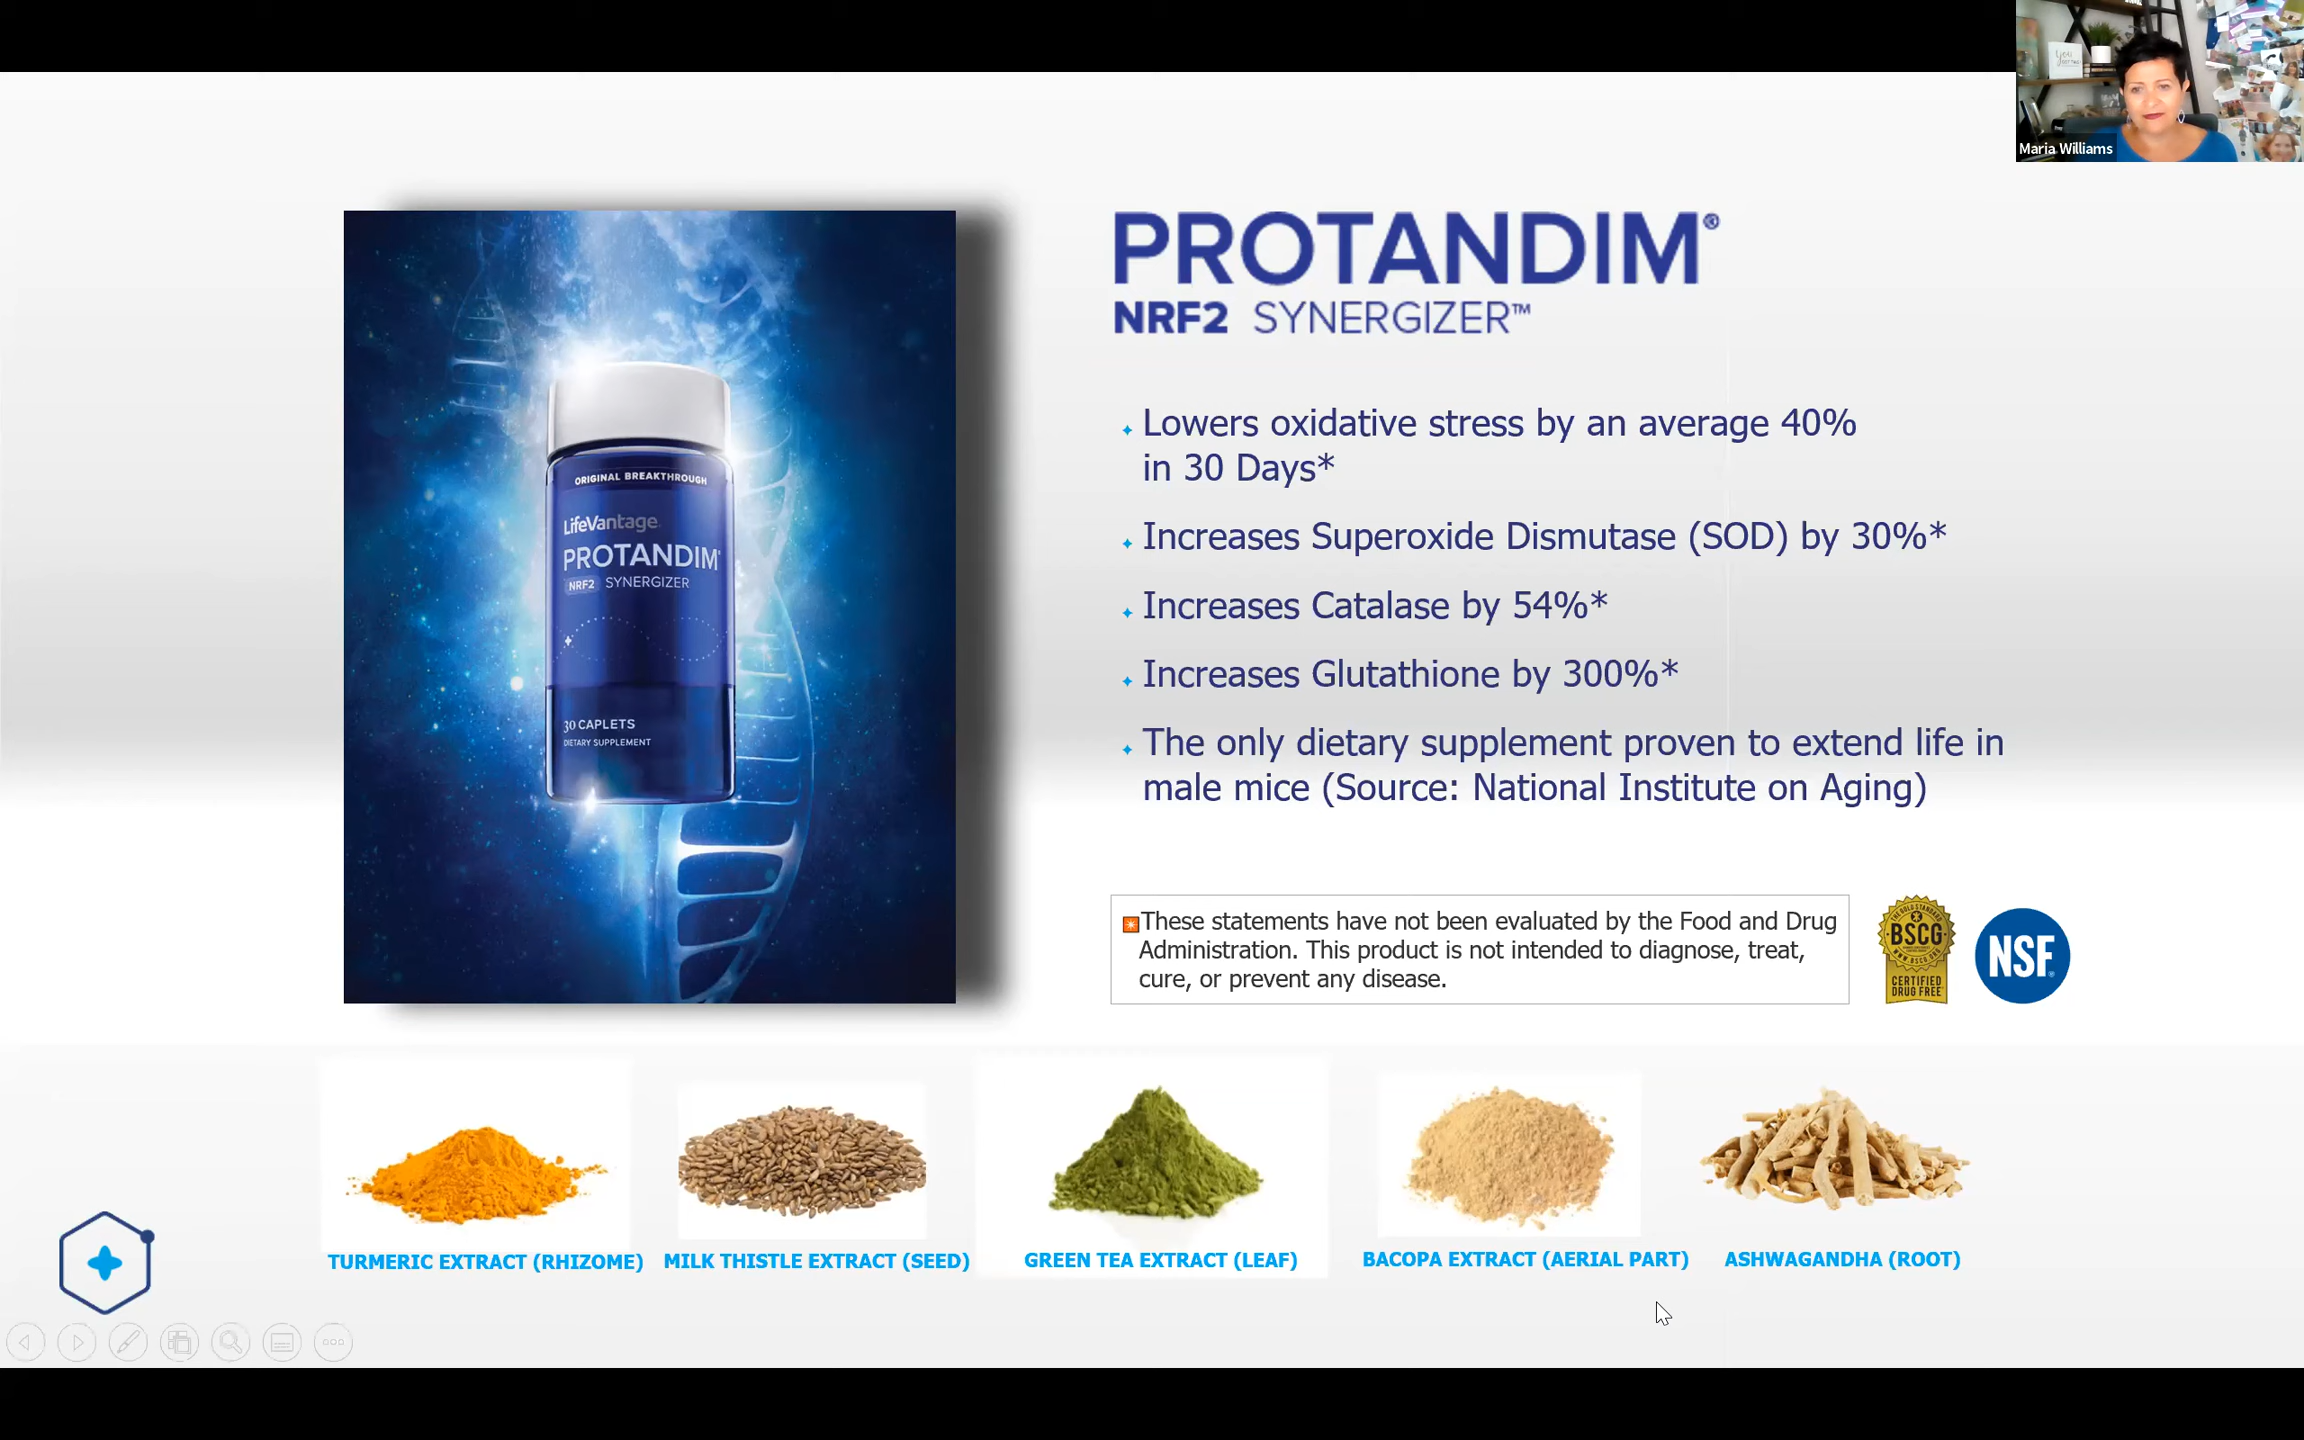 Maria Williams
PROTANDIM®
NRF2 SYNERGIZER™
ORIGINAL BREAKTHROUGH
LifeVantage
PROTANDIM
NRF2 SYNERGIZER
30 CAPLETS
DIETARY SUPPLEMENT
Lowers oxidative stress by an average 40%
in 30 Days*
Increases Superoxide Dismutase (SOD) by 30%*
Increases Catalase by 54%*
Increases Glutathione by 300%*
The only dietary supplement proven to extend life in
male mice (Source: National Institute on Aging)
These statements have not been evaluated by the Food and Drug
Administration. This product is not intended to diagnose, treat,
cure, or prevent any disease.
BSCG
CERTIFIED
DRUG FREE
NSF
TURMERIC EXTRACT (RHIZOME)
MILK THISTLE EXTRACT (SEED)
GREEN TEA EXTRACT (LEAF)
BACOPA EXTRACT (AERIAL PART)
ASHWAGANDHA (ROOT)